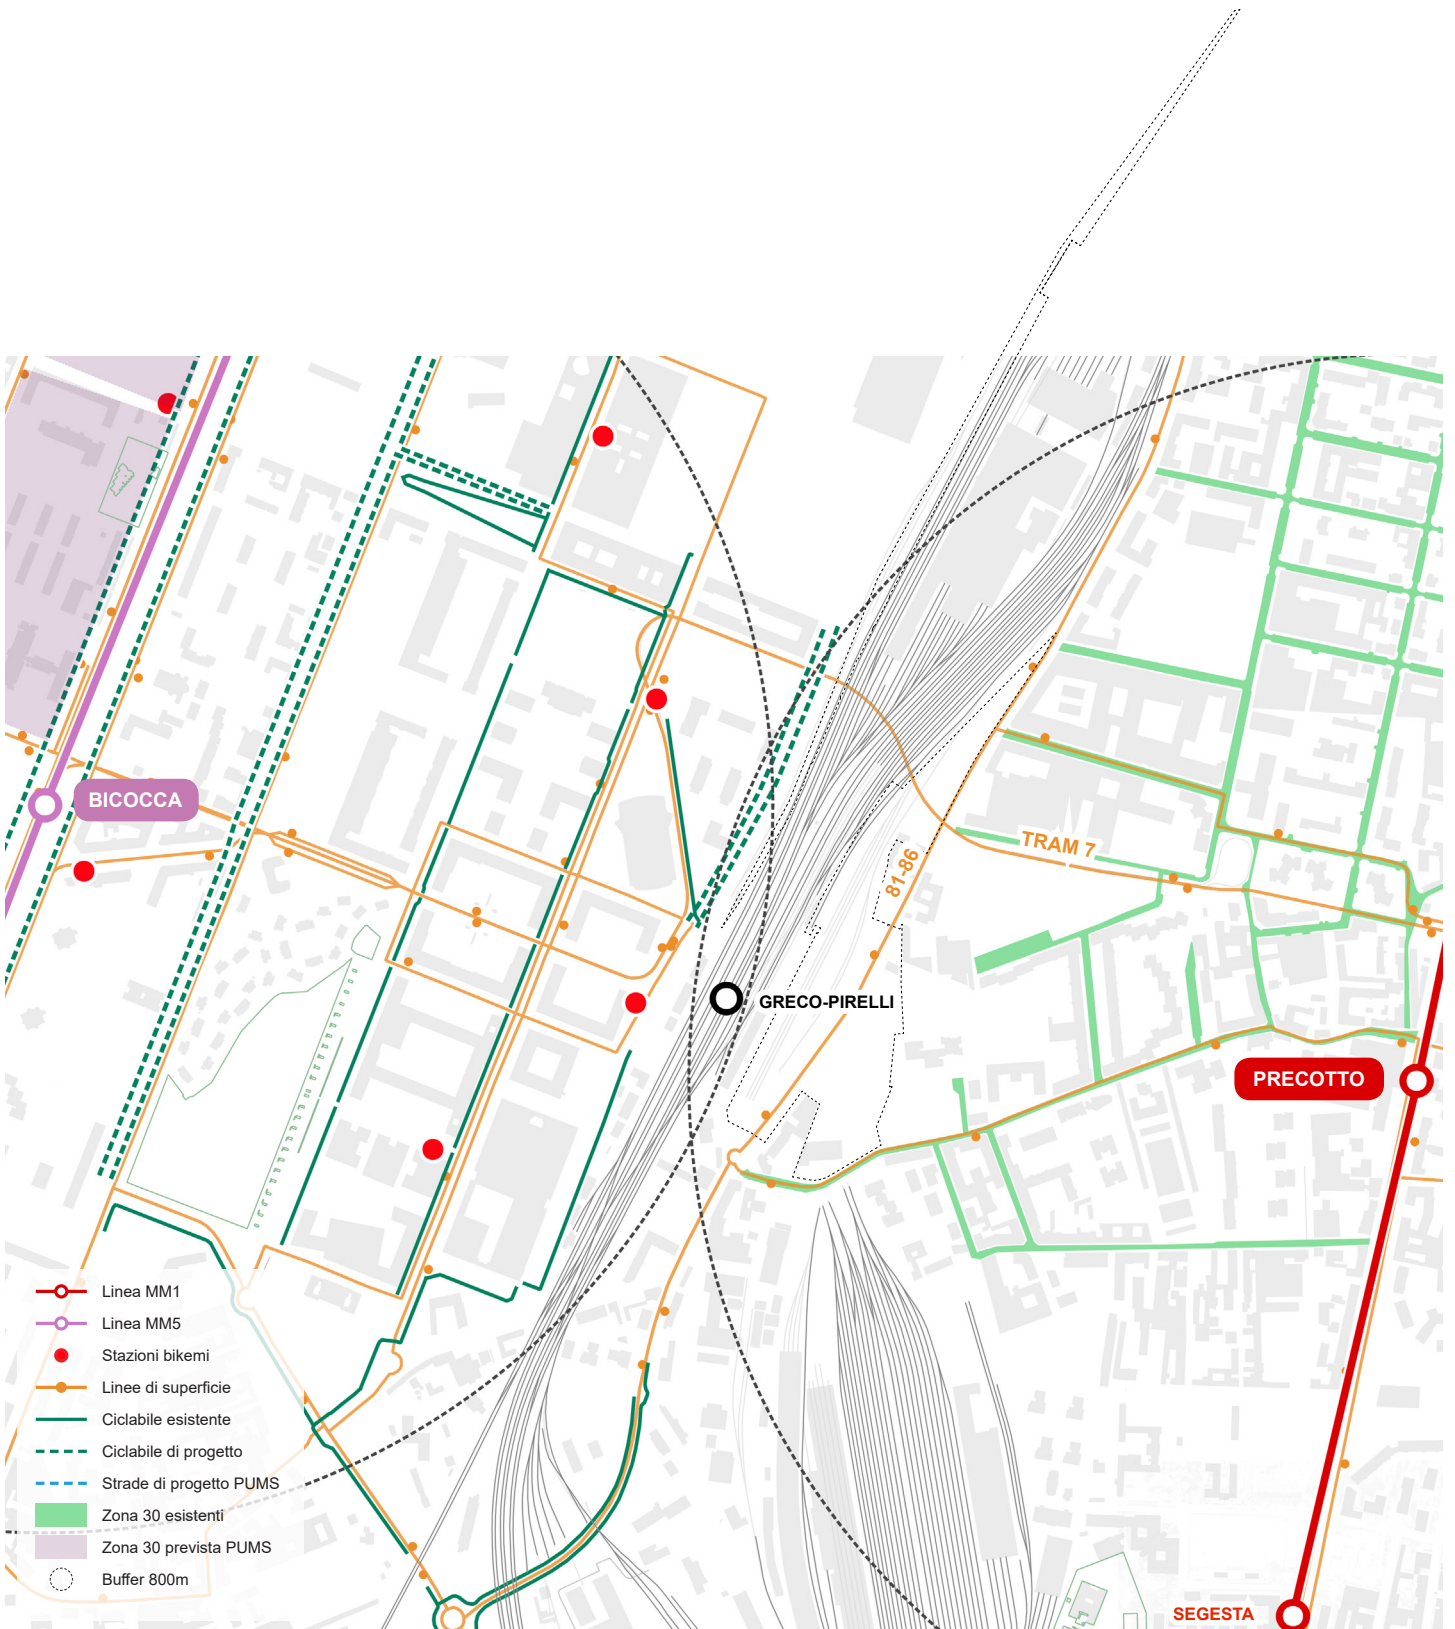 BICOCCA
TRAM 7
81-86
GRECO-PIRELLI
PRECOTTO
Linea MM1
Linea MM5
Stazioni bikemi
Linee di superficie
Ciclabile esistente
Ciclabile di progetto
Strade di progetto PUMS
Zona 30 esistenti
Zona 30 prevista PUMS
Buffer 800m
SEGESTA